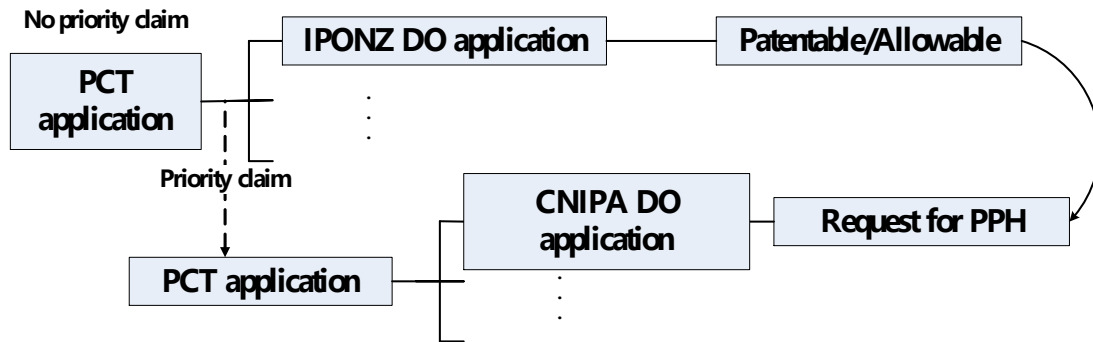 No priority claim
IPONZ DO application
Patentable/Allowable
PCT
application
Priority claim
CNIPA DO
application
Request for PPH
PCT application